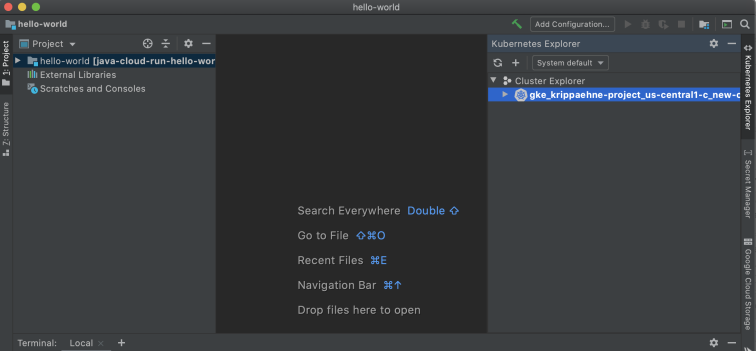 hello-world
hello-world
Add Configuration...
1: Project
Project
hello-world [java-cloud-run-hello-wor
External Libraries
Scratches and Consoles
Z: Structure
Search Everywhere Double ⇧
Go to File ⇧⌘O
Recent Files ⌘E
Navigation Bar ⌘↑
Drop files here to open
Kubernetes Explorer
System default
Cluster Explorer
gke_krippaehne-project_us-central1-c_new-c
Kubernetes Explorer
Secret Manager
Google Cloud Storage
Terminal: Local × +